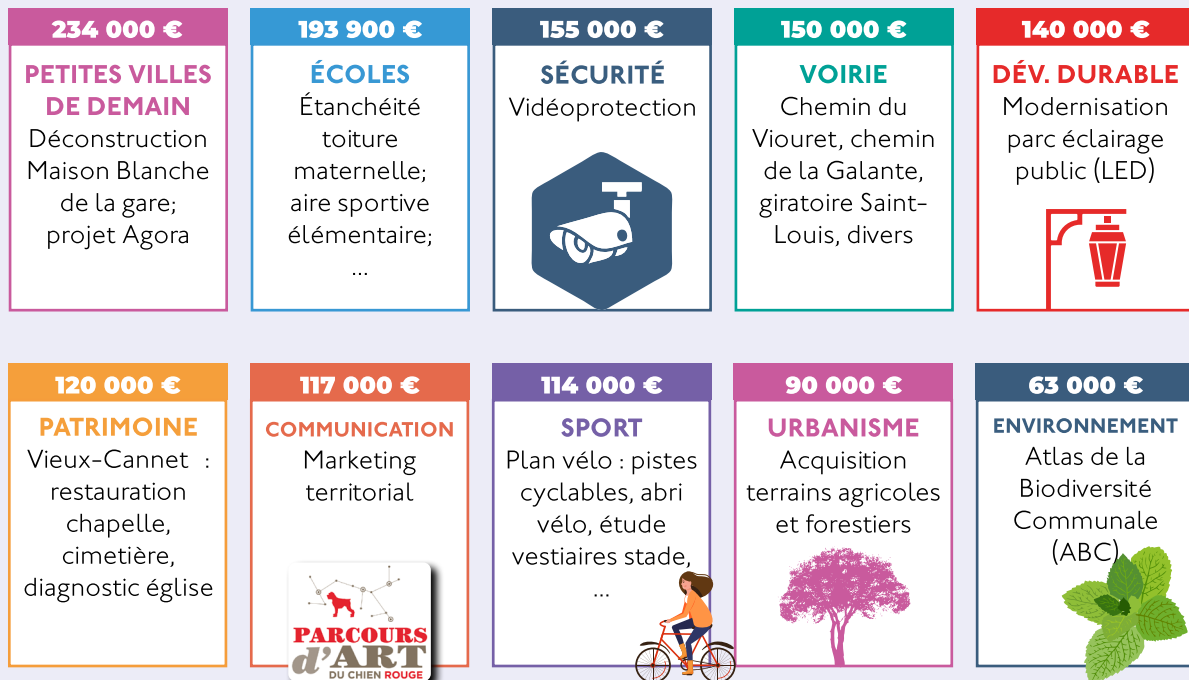 234 000 €
PETITES VILLES
DE DEMAIN
Déconstruction
Maison Blanche
de la gare;
projet Agora
193 900 €
ÉCOLES
Étanchéité
toiture
maternelle;
aire sportive
élémentaire;
...
155 000 €
SÉCURITÉ
Vidéoprotection
150 000 €
VOIRIE
Chemin du
Viouret, chemin
de la Galante,
giratoire Saint-
Louis, divers
140 000 €
DÉV. DURABLE
Modernisation
parc éclairage
public (LED)
120 000 €
PATRIMOINE
Vieux-Cannet :
restauration
chapelle,
cimetière,
diagnostic église
117 000 €
COMMUNICATION
Marketing
territorial
PARCOURS
d'ART
DU CHIEN ROUGE
114 000 €
SPORT
Plan vélo : pistes
cyclables, abri
vélo, étude
vestiaires stade,
...
90 000 €
URBANISME
Acquisition
terrains agricoles
et forestiers
63 000 €
ENVIRONNEMENT
Atlas de la
Biodiversité
Communale
(ABC)